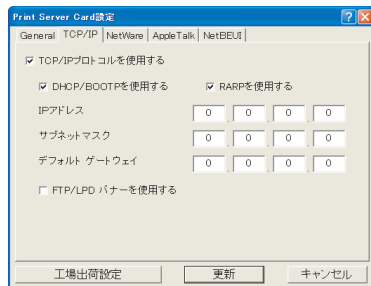 Print Server Card設定
General TCP/IP NetWare AppleTalk NetBEUI
TCP/IPプロトコルを使用する
DHCP/BOOTPを使用する RARPを使用する
IPアドレス 0 . 0 . 0 . 0
サブネットマスク 0 . 0 . 0 . 0
デフォルト ゲートウェイ 0 . 0 . 0 . 0
FTP/LPD バナーを使用する
工場出荷設定 更新 キャンセル